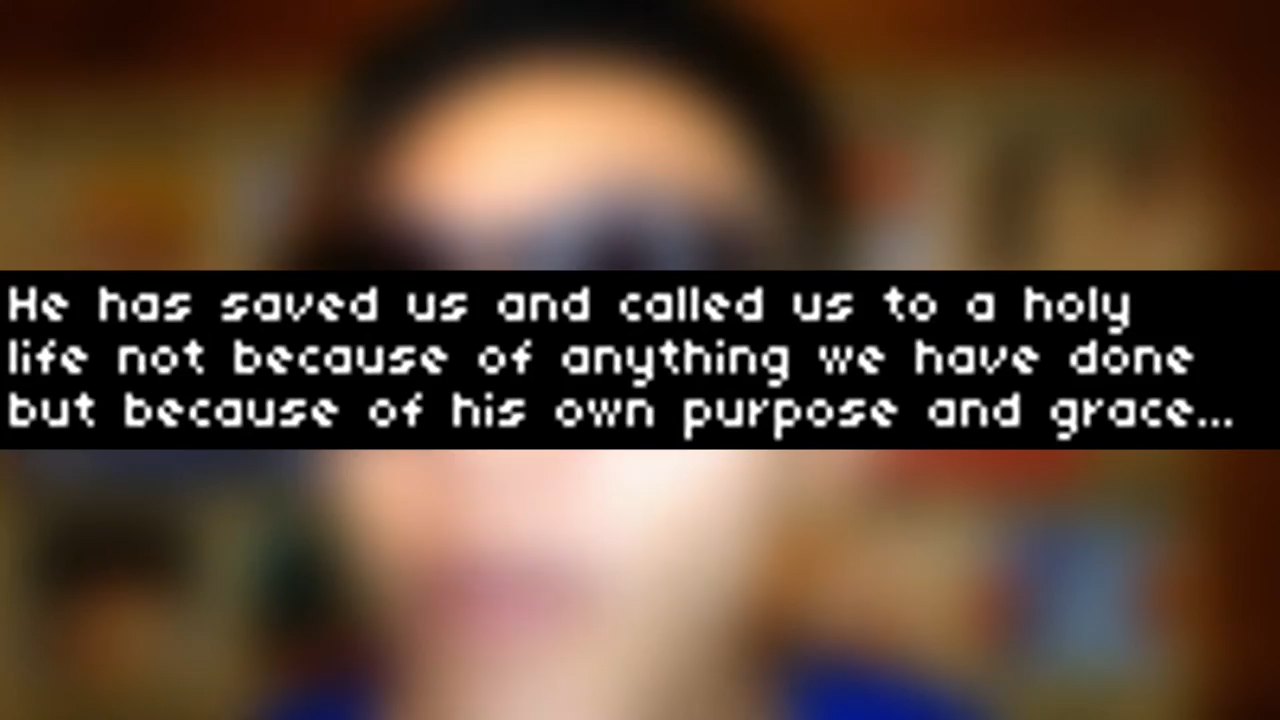 He has saved us and called us to a holy
life not because of anything we have done
but because of his own purpose and grace...